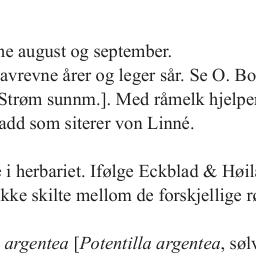 ne august og september.
avrevne årer og leger sår. Se O. Bo
Strøm sunnm.]. Med råmelk hjelper
add som siterer von Linné.
i herbariet. Ifølge Eckblad & Høila
kke skilte mellom de forskjellige
argentea [Potentilla argentea, sølv